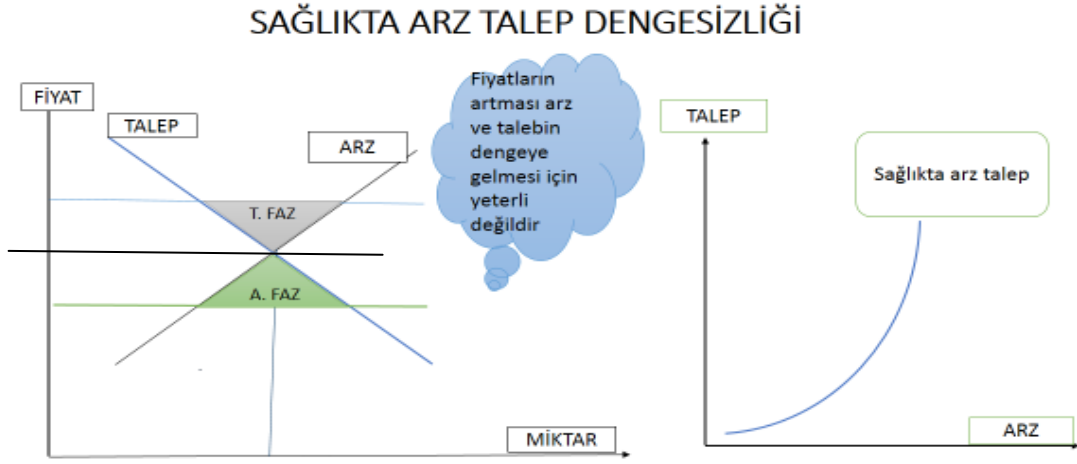 SAĞLIKTA ARZ TALEP DENGESİZLİĞİ
FİYAT
TALEP
ARZ
T. FAZ
A. FAZ
MİKTAR
Fiyatların
artması arz
ve talebin
dengeye
gelmesi için
yeterli
değildir
TALEP
Sağlıkta arz talep
ARZ